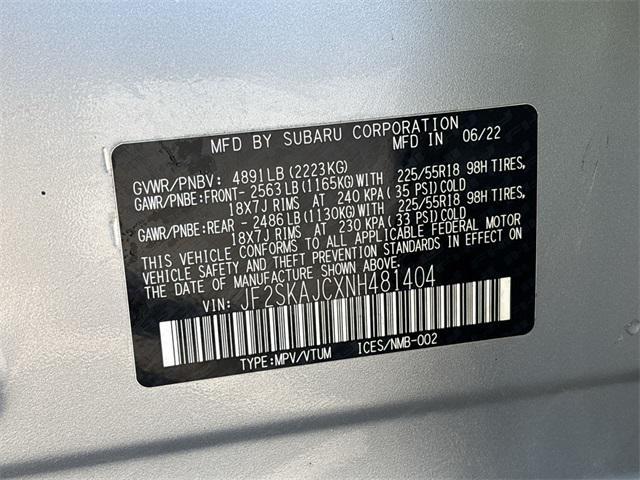 MFD BY SUBARU CORPORATION MFD IN 06/22
GVWR/PNBV: 4891LB(2223KG)
GAWR/PNBE:FRONT- 2563LB(1165KG)WITH 225/55R18 98H TIRES,
18X7J RIMS AT 240 KPA(35 PSI)COLD
GAWR/PNBE:REAR - 2486LB(1130KG)WITH 225/55R18 98H TIRES,
18X7J RIMS AT 230 KPA(33 PSI)COLD
THIS VEHICLE CONFORMS TO ALL APPLICABLE FEDERAL MOTOR
VEHICLE SAFETY AND THEFT PREVENTION STANDARDS IN EFFECT ON
THE DATE OF MANUFACTURE SHOWN ABOVE.
VIN: JF2SKAJCXNH481404
TYPE:MPV/VTUM ICES/NMB-002